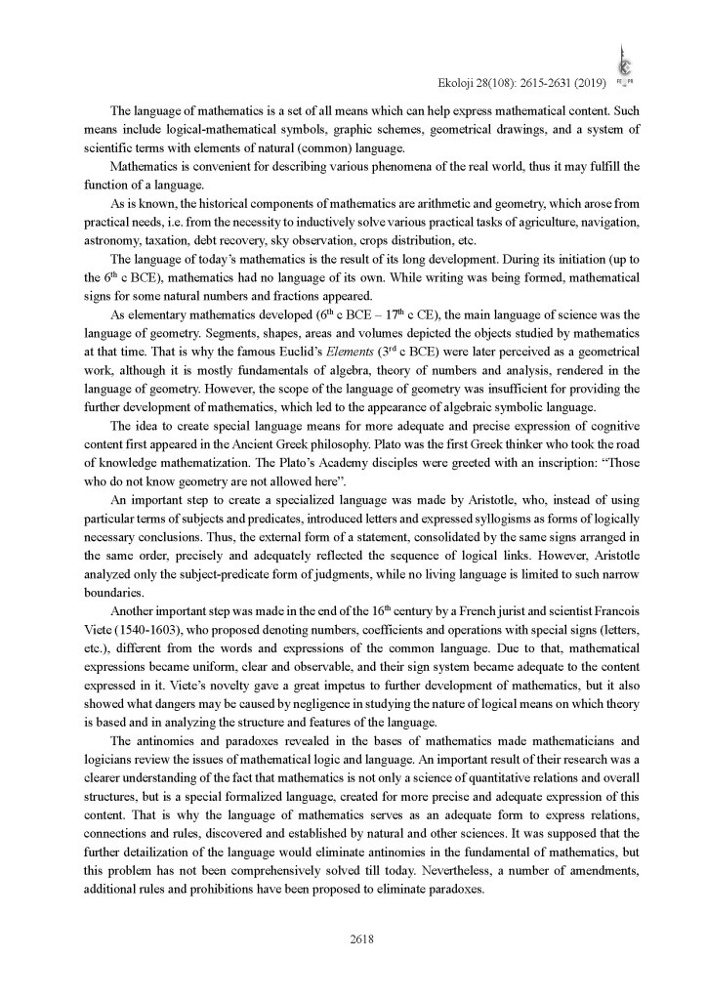 Ekoloji 28(108): 2615-2631 (2019)
The language of mathematics is a set of all means which can help express mathematical content. Such
means include logical-mathematical symbols, graphic schemes, geometrical drawings, and a system of
scientific terms with elements of natural (common) language.
Mathematics is convenient for describing various phenomena of the real world, thus it may fulfill the
function of a language.
As is known, the historical components of mathematics are arithmetic and geometry, which arose from
practical needs, i.e. from the necessity to inductively solve various practical tasks of agriculture, navigation,
astronomy, taxation, debt recovery, sky observation, crops distribution, etc.
The language of today’s mathematics is the result of its long development. During its initiation (up to
the 6th c BCE), mathematics had no language of its own. While writing was being formed, mathematical
signs for some natural numbers and fractions appeared.
As elementary mathematics developed (6th c BCE – 17th c CE), the main language of science was the
language of geometry. Segments, shapes, areas and volumes depicted the objects studied by mathematics
at that time. That is why the famous Euclid’s Elements (3rd c BCE) were later perceived as a geometrical
work, although it is mostly fundamentals of algebra, theory of numbers and analysis, rendered in the
language of geometry. However, the scope of the language of geometry was insufficient for providing the
further development of mathematics, which led to the appearance of algebraic symbolic language.
The idea to create special language means for more adequate and precise expression of cognitive
content first appeared in the Ancient Greek philosophy. Plato was the first Greek thinker who took the road
of knowledge mathematization. The Plato’s Academy disciples were greeted with an inscription: “Those
who do not know geometry are not allowed here”.
An important step to create a specialized language was made by Aristotle, who, instead of using
particular terms of subjects and predicates, introduced letters and expressed syllogisms as forms of logically
necessary conclusions. Thus, the external form of a statement, consolidated by the same signs arranged in
the same order, precisely and adequately reflected the sequence of logical links. However, Aristotle
analyzed only the subject-predicate form of judgments, while no living language is limited to such narrow
boundaries.
Another important step was made in the end of the 16th century by a French jurist and scientist Francois
Viete (1540-1603), who proposed denoting numbers, coefficients and operations with special signs (letters,
etc.), different from the words and expressions of the common language. Due to that, mathematical
expressions became uniform, clear and observable, and their sign system became adequate to the content
expressed in it. Viete’s novelty gave a great impetus to further development of mathematics, but it also
showed what dangers may be caused by negligence in studying the nature of logical means on which theory
is based and in analyzing the structure and features of the language.
The antinomies and paradoxes revealed in the bases of mathematics made mathematicians and
logicians review the issues of mathematical logic and language. An important result of their research was a
clearer understanding of the fact that mathematics is not only a science of quantitative relations and overall
structures, but is a special formalized language, created for more precise and adequate expression of this
content. That is why the language of mathematics serves as an adequate form to express relations,
connections and rules, discovered and established by natural and other sciences. It was supposed that the
further detailization of the language would eliminate antinomies in the fundamental of mathematics, but
this problem has not been comprehensively solved till today. Nevertheless, a number of amendments,
additional rules and prohibitions have been proposed to eliminate paradoxes.
2618